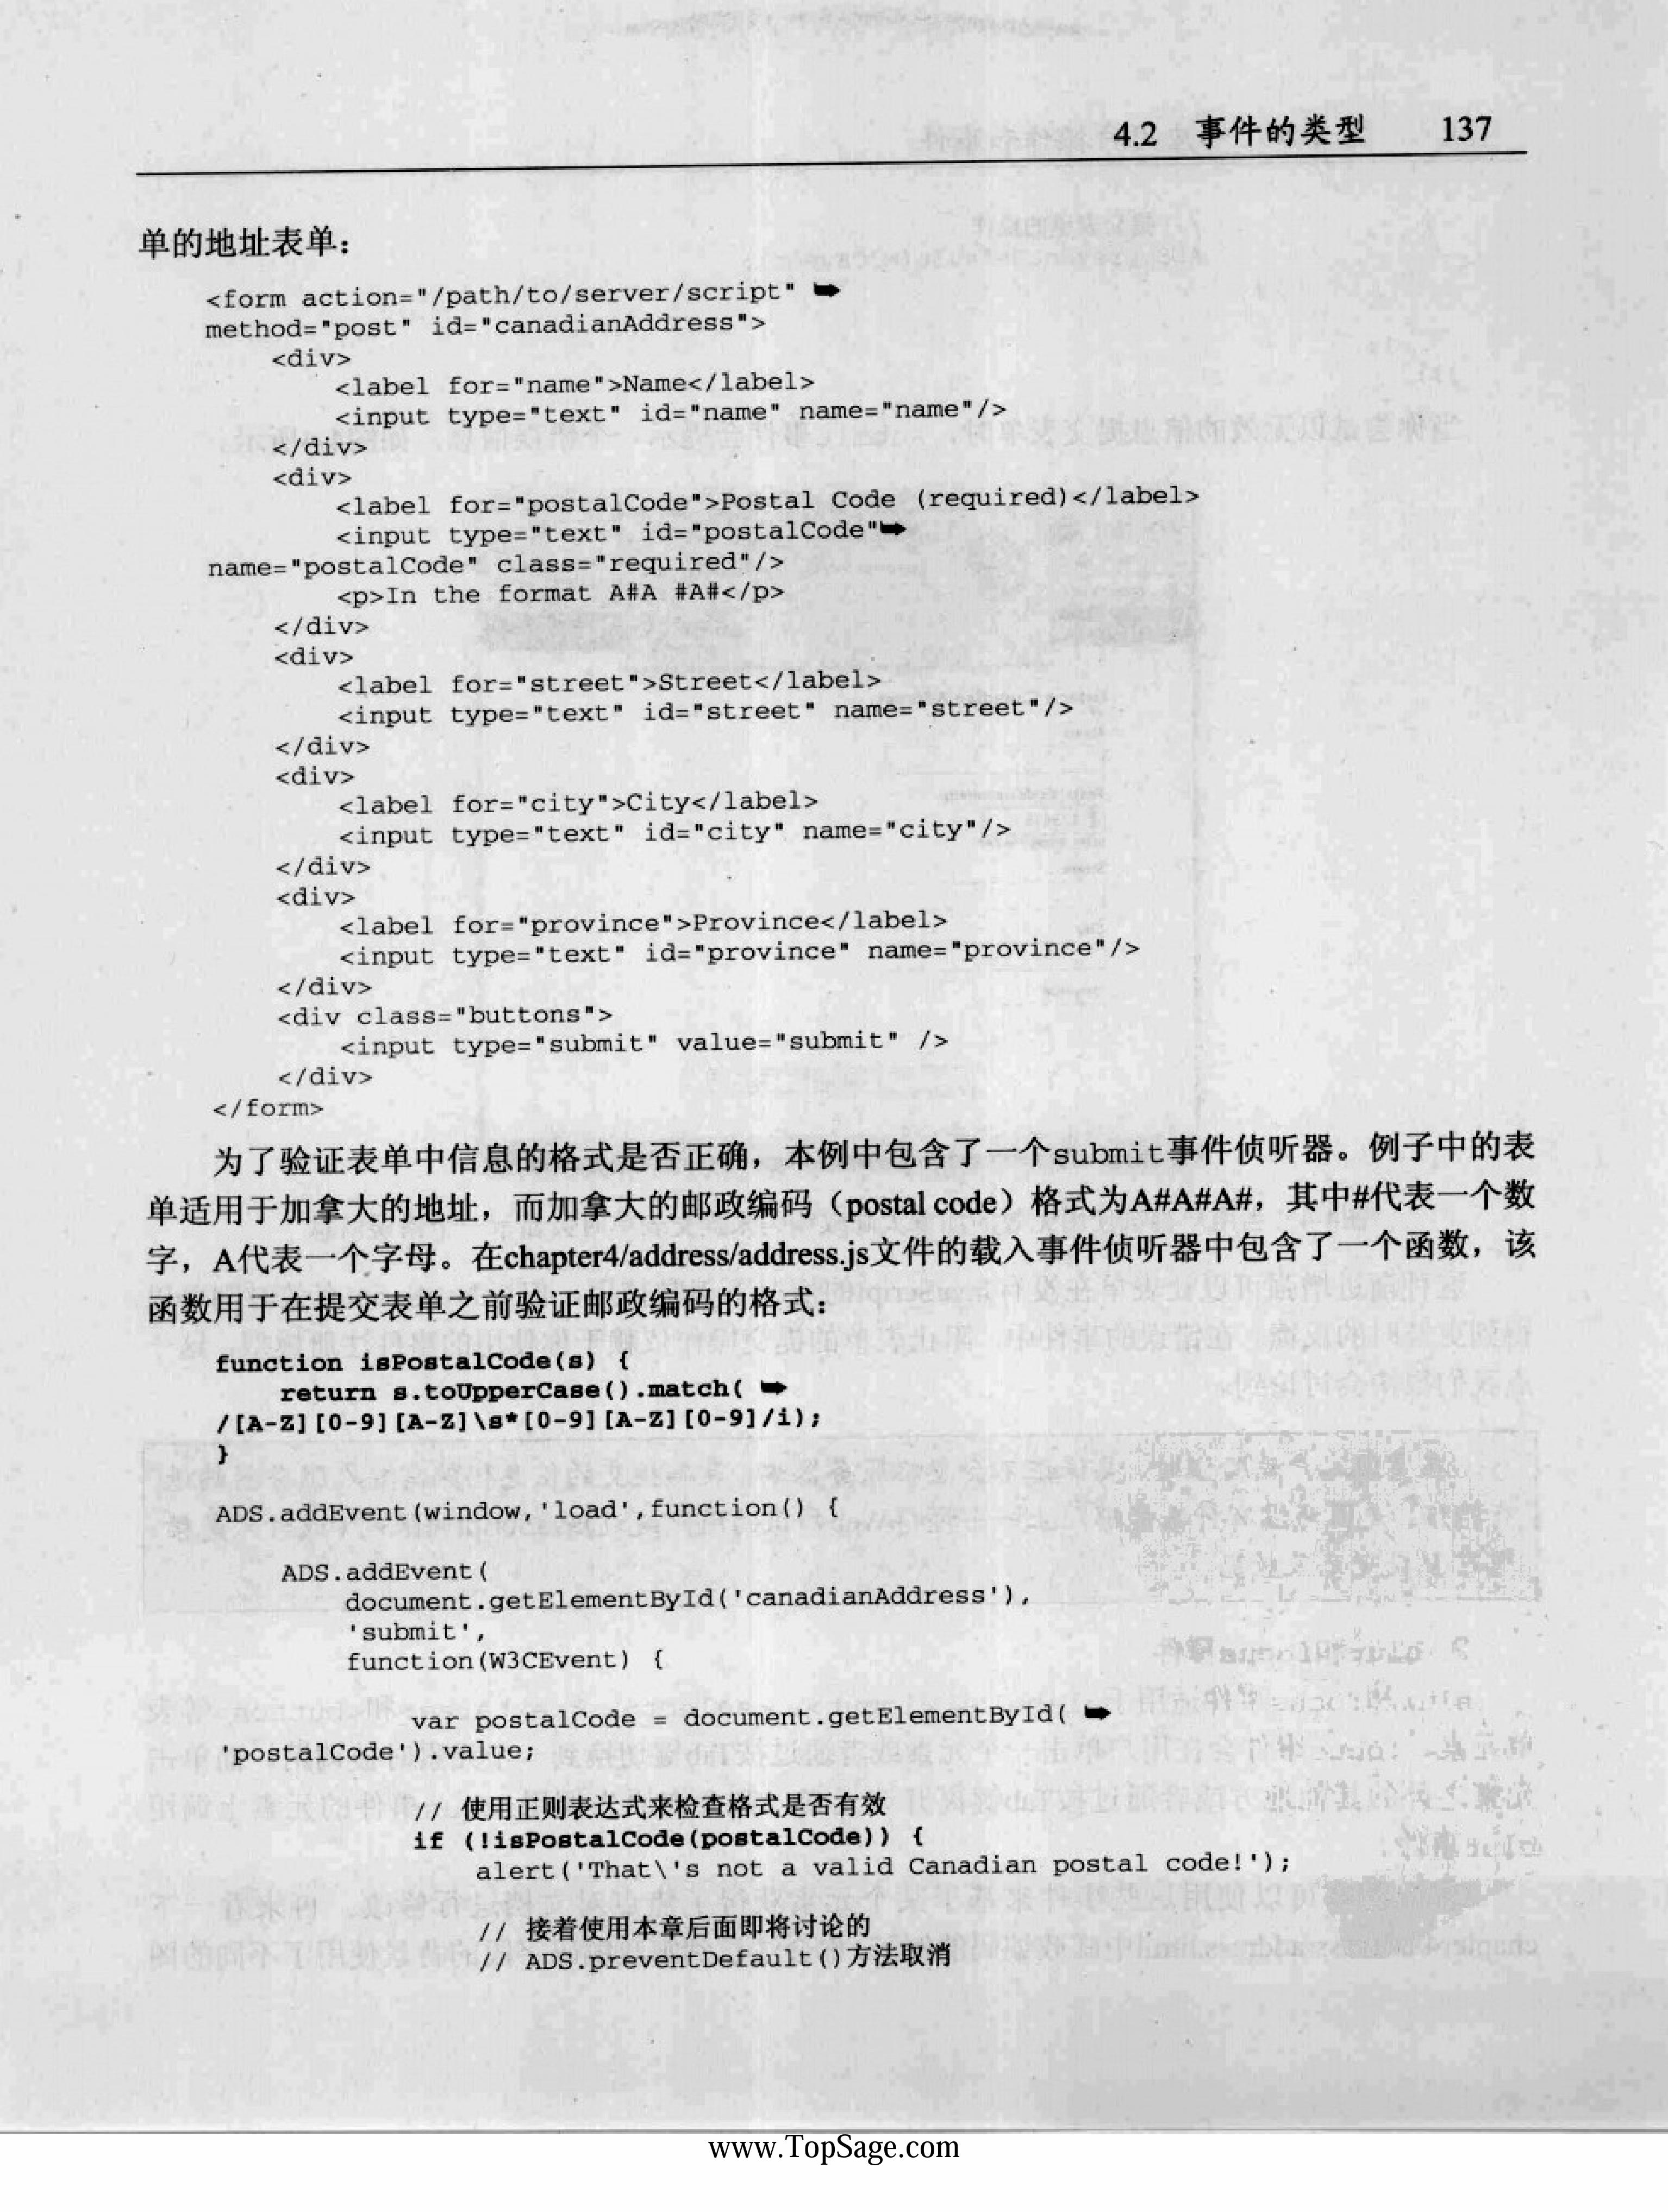 4.2 事件的类型 137
单的地址表单：
<form action="/path/to/server/script" ➥
method="post" id="canadianAddress">
    <div>
        <label for="name">Name</label>
        <input type="text" id="name" name="name"/>
    </div>
    <div>
        <label for="postalCode">Postal Code (required)</label>
        <input type="text" id="postalCode"➥
name="postalCode" class="required"/>
        <p>In the format A#A #A#</p>
    </div>
    <div>
        <label for="street">Street</label>
        <input type="text" id="street" name="street"/>
    </div>
    <div>
        <label for="city">City</label>
        <input type="text" id="city" name="city"/>
    </div>
    <div>
        <label for="province">Province</label>
        <input type="text" id="province" name="province"/>
    </div>
    <div class="buttons">
        <input type="submit" value="submit" />
    </div>
</form>
为了验证表单中信息的格式是否正确，本例中包含了一个submit事件侦听器。例子中的表
单适用于加拿大的地址，而加拿大的邮政编码（postal code）格式为A#A#A#，其中#代表一个数
字，A代表一个字母。在chapter4/address/address.js文件的载入事件侦听器中包含了一个函数，该
函数用于在提交表单之前验证邮政编码的格式：
function isPostalCode(s) {
    return s.toUpperCase().match( ➥
/[A-Z][0-9][A-Z]\s*[0-9][A-Z][0-9]/i);
}
ADS.addEvent(window,'load',function() {
    ADS.addEvent(
        document.getElementById('canadianAddress'),
        'submit',
        function(W3CEvent) {
            var postalCode = document.getElementById( ➥
'postalCode').value;
            // 使用正则表达式来检查格式是否有效
            if (!isPostalCode(postalCode)) {
                alert('That\'s not a valid Canadian postal code!');
                // 接着使用本章后面即将讨论的
                // ADS.preventDefault()方法取消
www.TopSage.com